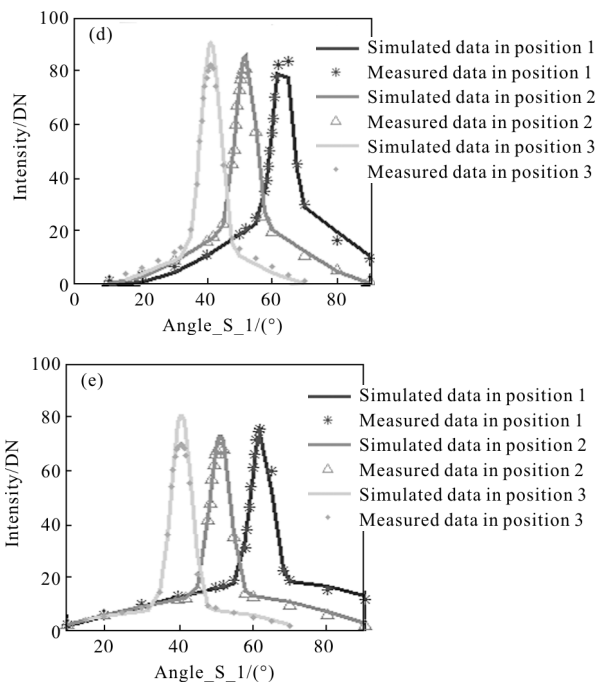 (d)
100
80
60
40
20
0
Intensity/DN
0
20
40
60
80
Angle_S_1/(°)
Simulated data in position 1
Measured data in position 1
Simulated data in position 2
Measured data in position 2
Simulated data in position 3
Measured data in position 3
(e)
100
80
60
40
20
0
Intensity/DN
20
40
60
80
Angle_S_1/(°)
Simulated data in position 1
Measured data in position 1
Simulated data in position 2
Measured data in position 2
Simulated data in position 3
Measured data in position 3